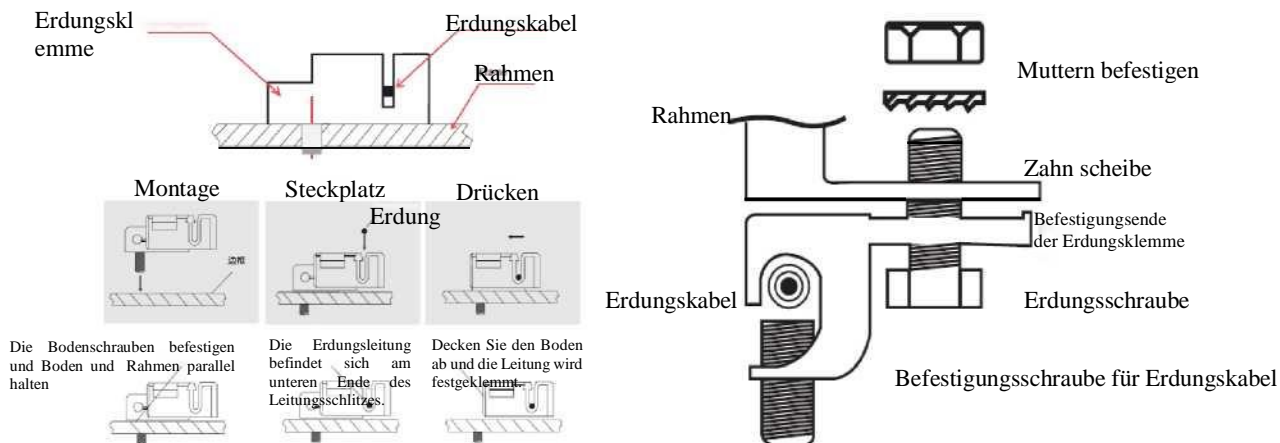 Erdungskl
emme
Erdungskabel
Rahmen
Montage
Steckplatz
Drücken
Erdung
边框
Die Bodenschrauben befestigen
und Boden und Rahmen parallel
halten
Die Erdungsleitung
befindet sich am
unteren Ende des
Leitungsschlitzes.
Decken Sie den Boden
ab und die Leitung wird
festgeklemmt.
Muttern befestigen
Rahmen
Zahn scheibe
Befestigungsende
der Erdungsklemme
Erdungskabel
Erdungsschraube
Befestigungsschraube für Erdungskabel